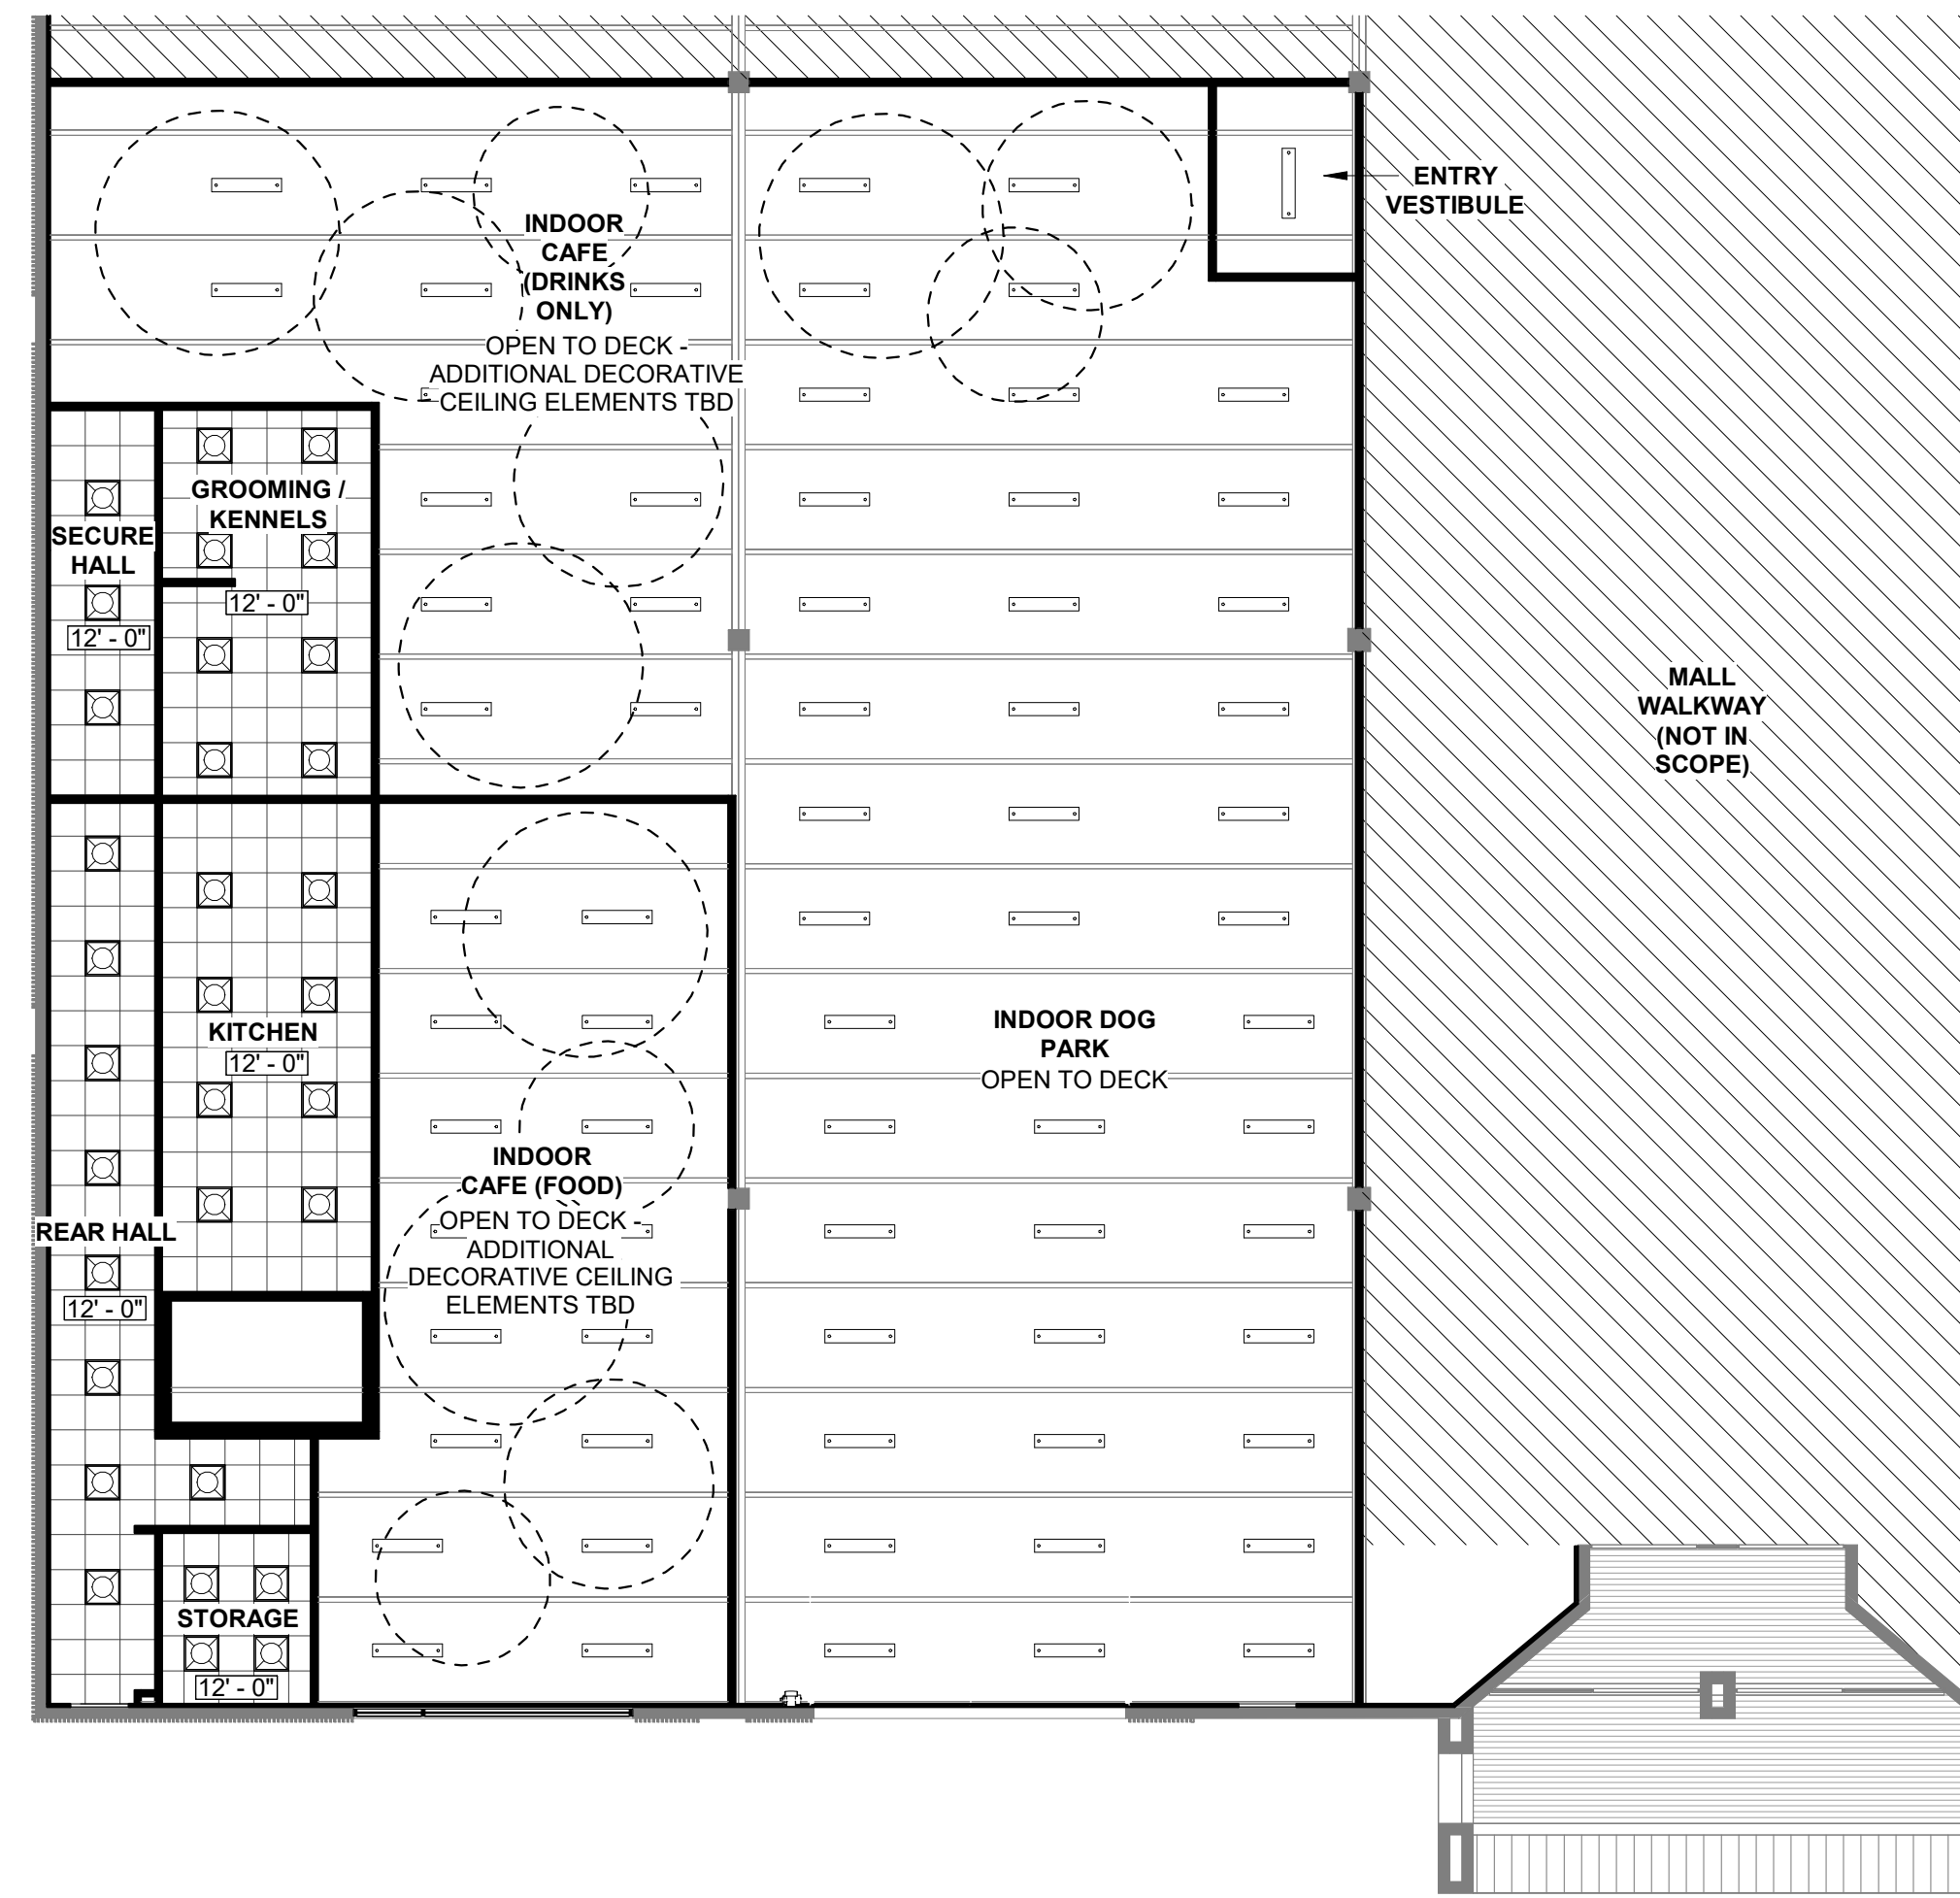 ENTRY
VESTIBULE
INDOOR
CAFE
(DRINKS
ONLY)
OPEN TO DECK -
ADDITIONAL DECORATIVE
CEILING ELEMENTS TBD
GROOMING /
KENNELS
12' - 0"
SECURE
HALL
12' - 0"
MALL
WALKWAY
(NOT IN
SCOPE)
KITCHEN
12' - 0"
INDOOR DOG
PARK
OPEN TO DECK
INDOOR
CAFE (FOOD)
OPEN TO DECK -
ADDITIONAL
DECORATIVE CEILING
ELEMENTS TBD
REAR HALL
12' - 0"
STORAGE
12' - 0"